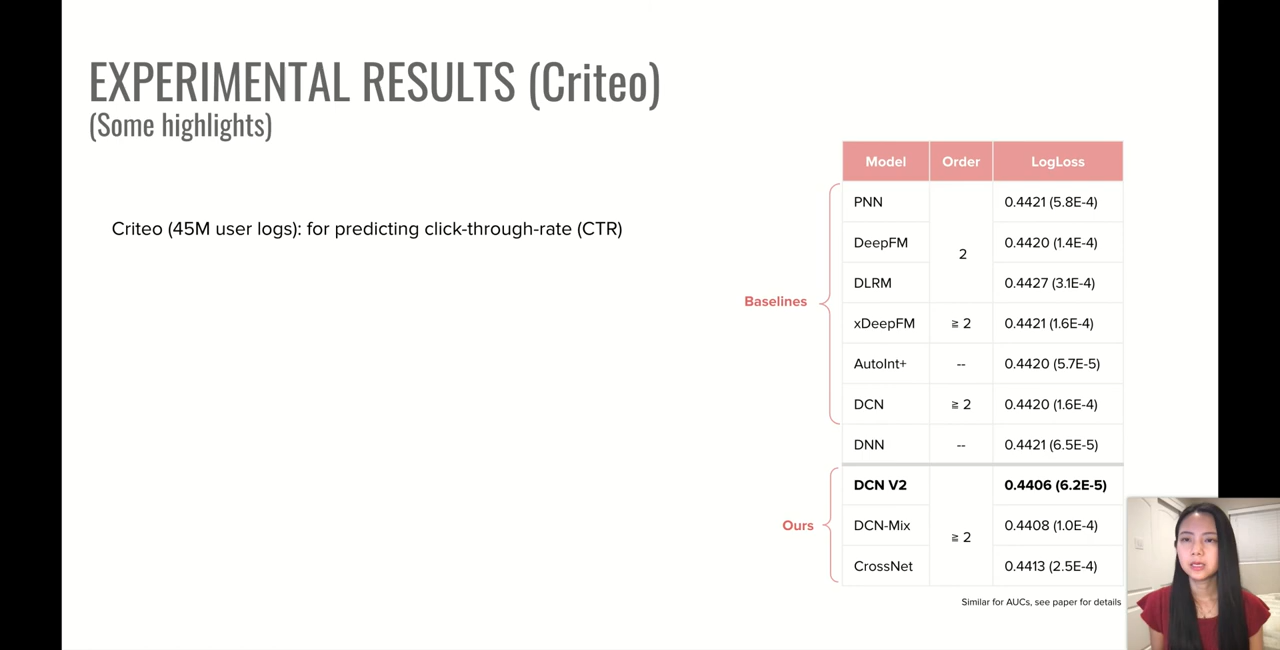 EXPERIMENTAL RESULTS (Criteo)
(Some highlights)
Criteo (45M user logs): for predicting click-through-rate (CTR)
Model Order LogLoss
PNN 0.4421 (5.8E-4)
DeepFM 0.4420 (1.4E-4)
2
DLRM 0.4427 (3.1E-4)
Baselines
xDeepFM ≧ 2 0.4421 (1.6E-4)
AutoInt+ -- 0.4420 (5.7E-5)
DCN ≧ 2 0.4420 (1.6E-4)
DNN -- 0.4421 (6.5E-5)
DCN V2 0.4406 (6.2E-5)
Ours
DCN-Mix 0.4408 (1.0E-4)
≧ 2
CrossNet 0.4413 (2.5E-4)
Similar for AUCs, see paper for details